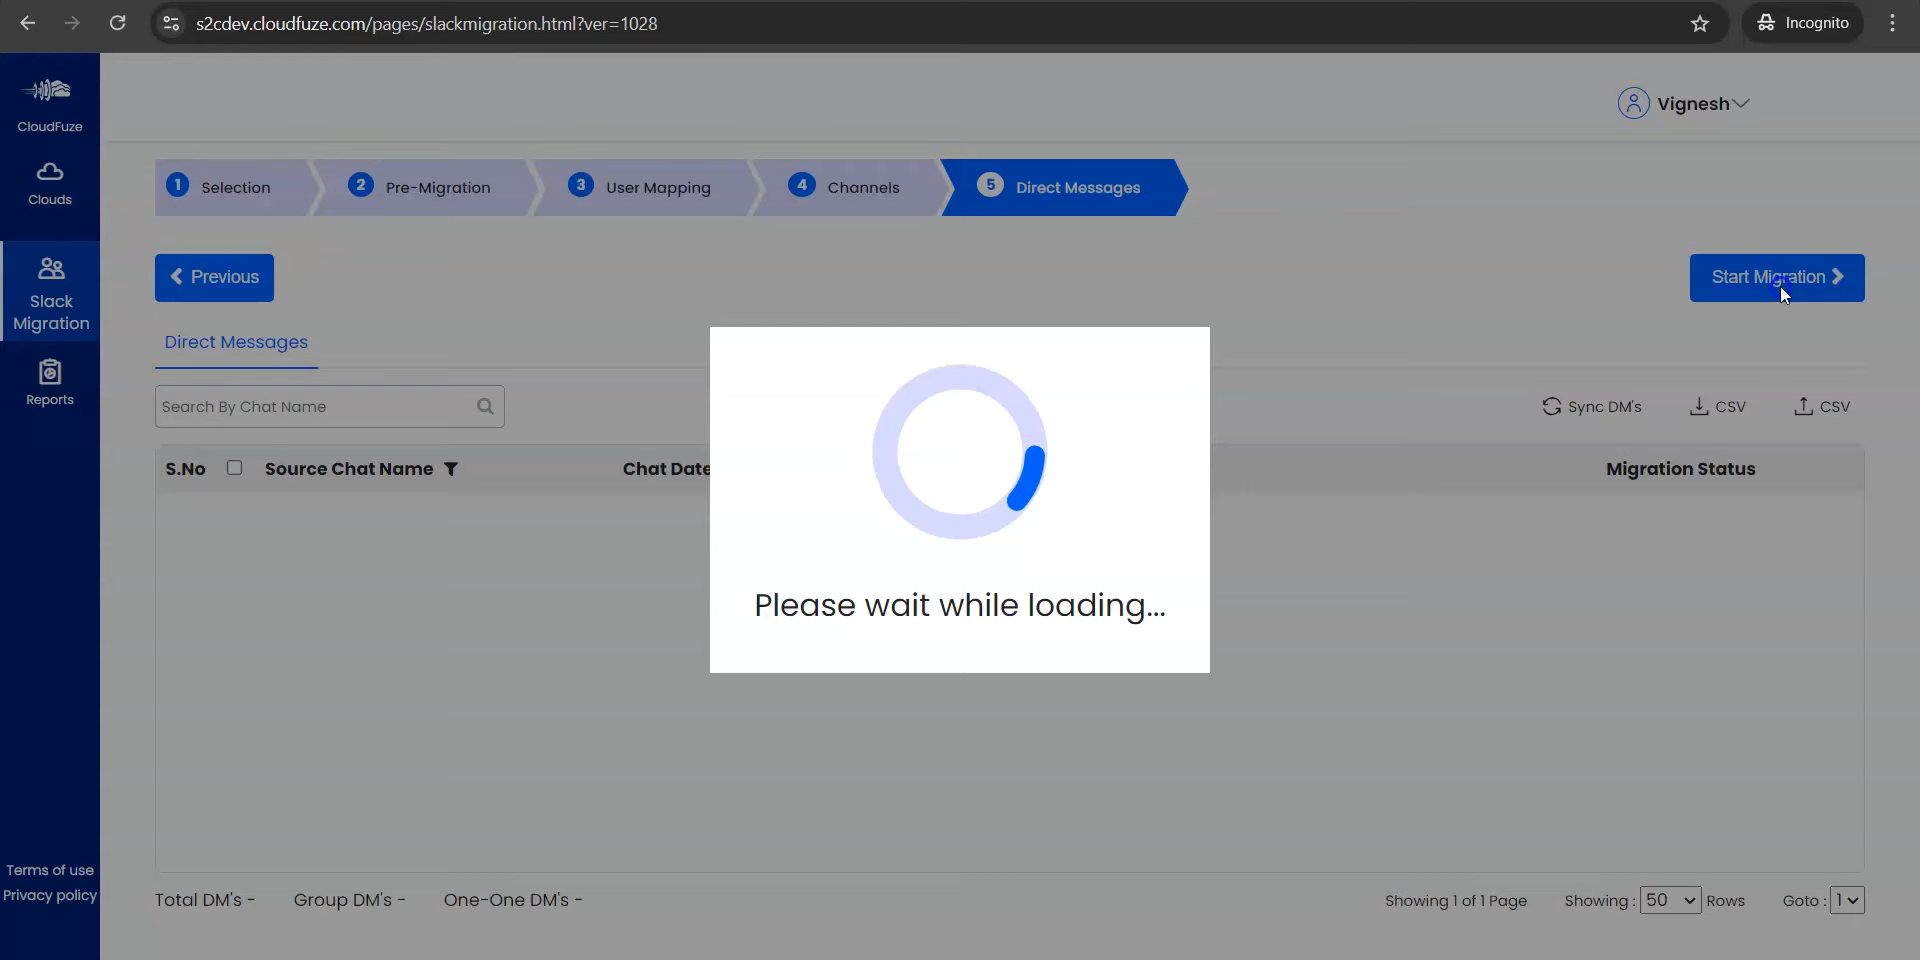 s2cdev.cloudfuze.com/pages/slackmigration.html?ver=1028
Incognito
CloudFuze
Clouds
Slack
Migration
Reports
Terms of use
Privacy policy
Vignesh
1 Selection
2 Pre-Migration
3 User Mapping
4 Channels
5 Direct Messages
Previous
Start Migration
Direct Messages
Search By Chat Name
Sync DM's
CSV
CSV
S.No Source Chat Name Chat Date Migration Status
Please wait while loading...
Total DM's - Group DM's - One-One DM's -
Showing 1 of 1 Page Showing : 50 Rows Goto : 1